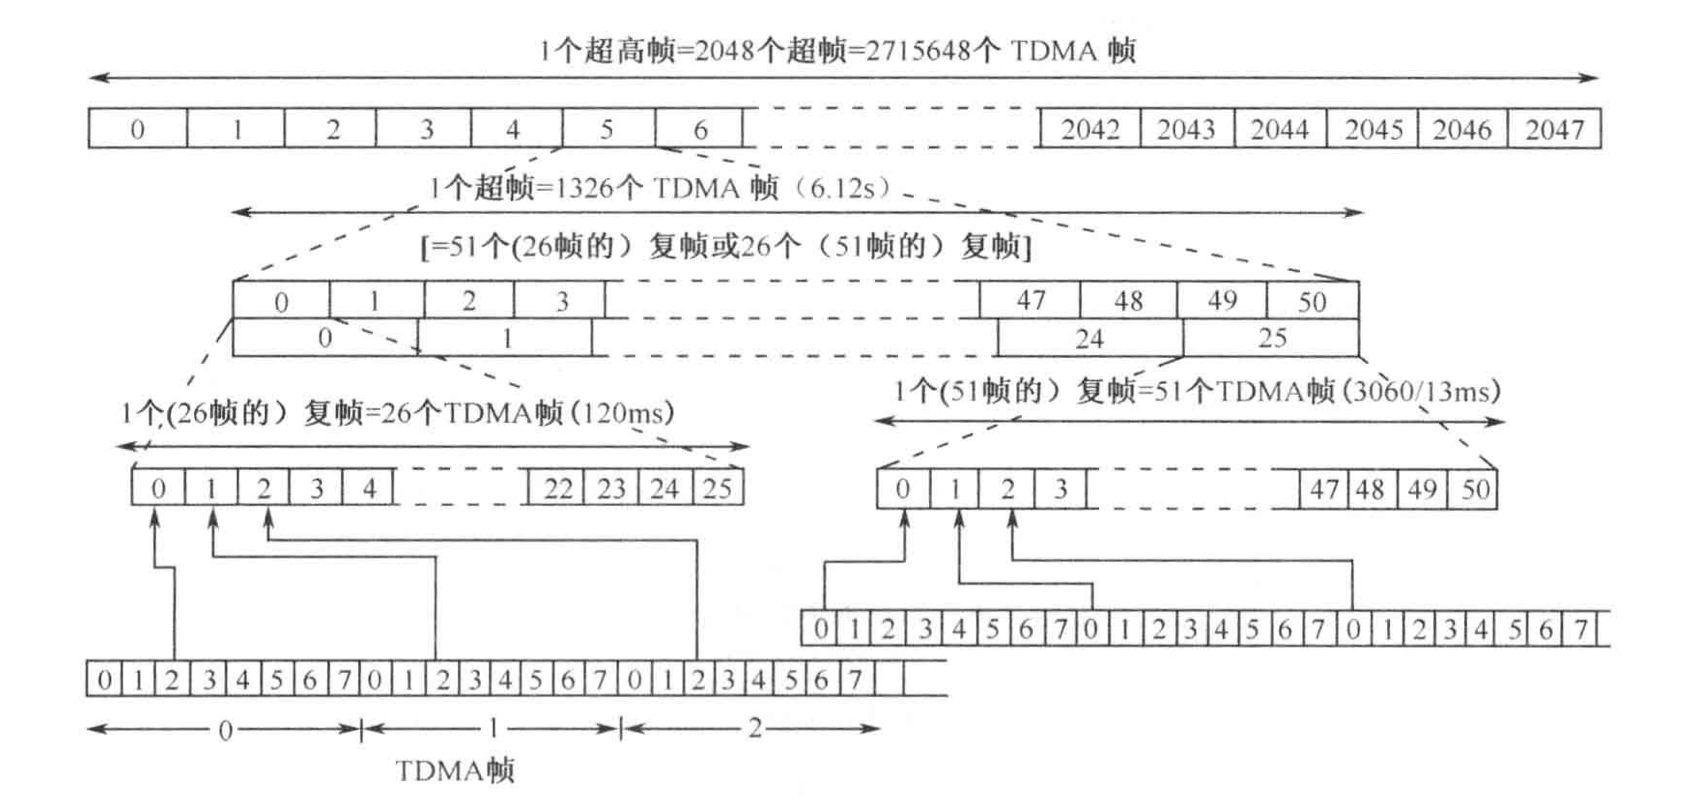 1个超高帧=2048个超帧=2715648个 TDMA 帧
0 1 2 3 4 5 6 2042 2043 2044 2045 2046 2047
1个超帧=1326个 TDMA 帧（6.12s）
[=51个(26帧的）复帧或26个（51帧的）复帧]
0 1 2 3 47 48 49 50
0 1 24 25
1个(26帧的）复帧=26个TDMA帧(120ms)
0 1 2 3 4 22 23 24 25
1个(51帧的）复帧=51个TDMA帧(3060/13ms)
0 1 2 3 47 48 49 50
0 1 2 3 4 5 6 7 0 1 2 3 4 5 6 7 0 1 2 3 4 5 6 7
0 1 2 3 4 5 6 7 0 1 2 3 4 5 6 7 0 1 2 3 4 5 6 7
0 1 2
TDMA帧